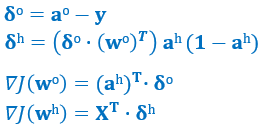 δᵒ = aᵒ - y
δʰ = (δᵒ · (wᵒ)ᵀ) aʰ (1 - aʰ)
∇J(wᵒ) = (aʰ)ᵀ · δᵒ
∇J(wʰ) = Xᵀ · δʰ